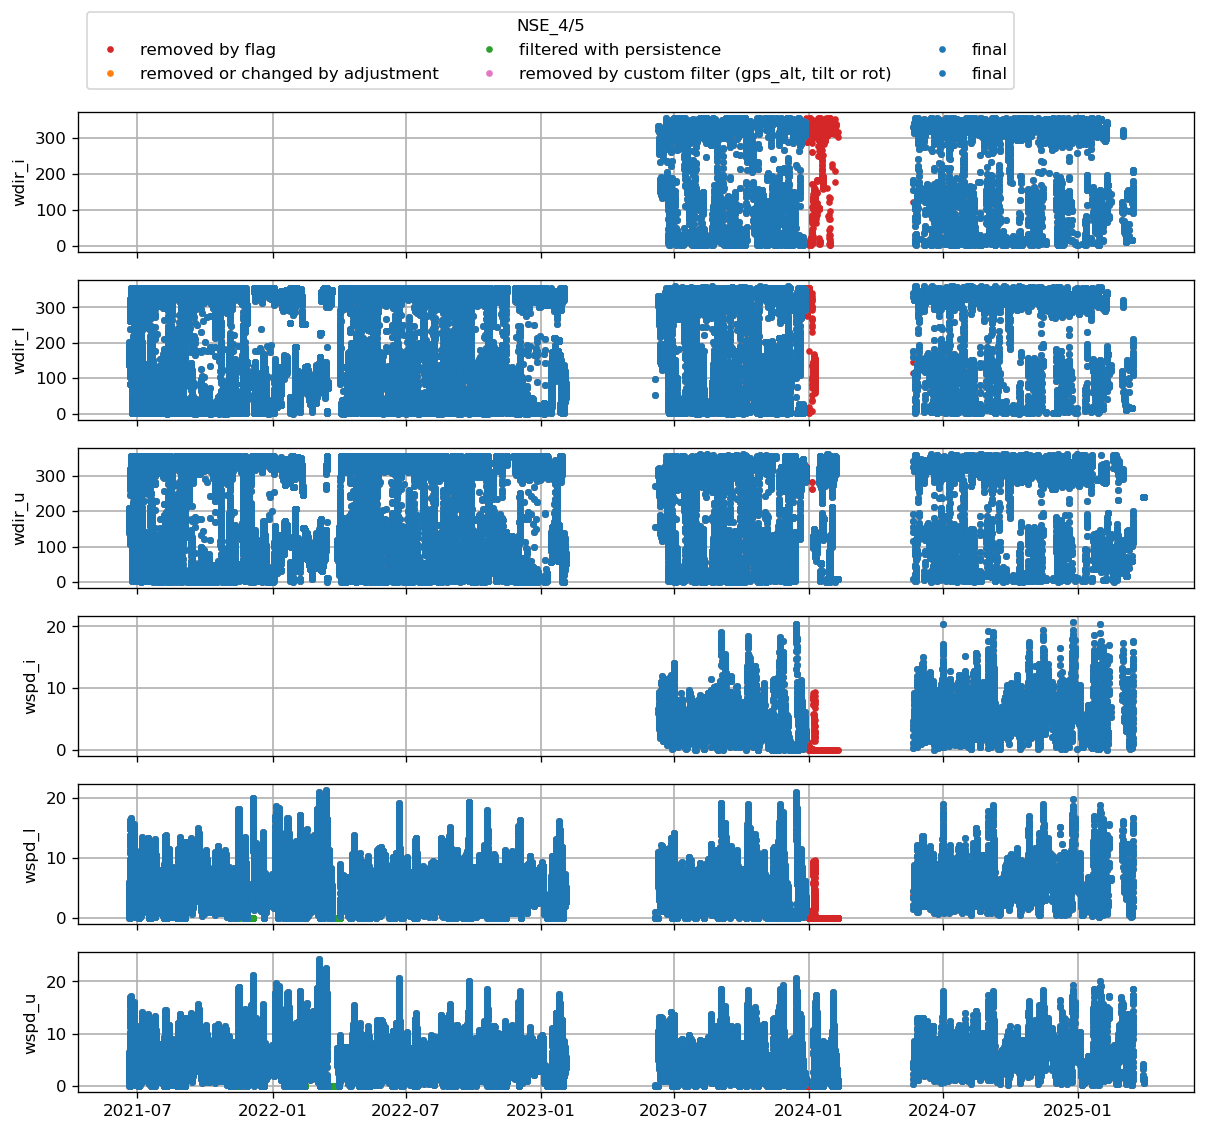 NSE_4/5
removed by flag
filtered with persistence
final
removed or changed by adjustment
removed by custom filter (gps_alt, tilt or rot)
final
300
200
100
0
wdir_i
300
200
100
0
wdir_l
300
200
100
0
wdir_u
20
10
0
wspd_i
20
10
0
wspd_l
20
10
0
wspd_u
2021-07
2022-01
2022-07
2023-01
2023-07
2024-01
2024-07
2025-01